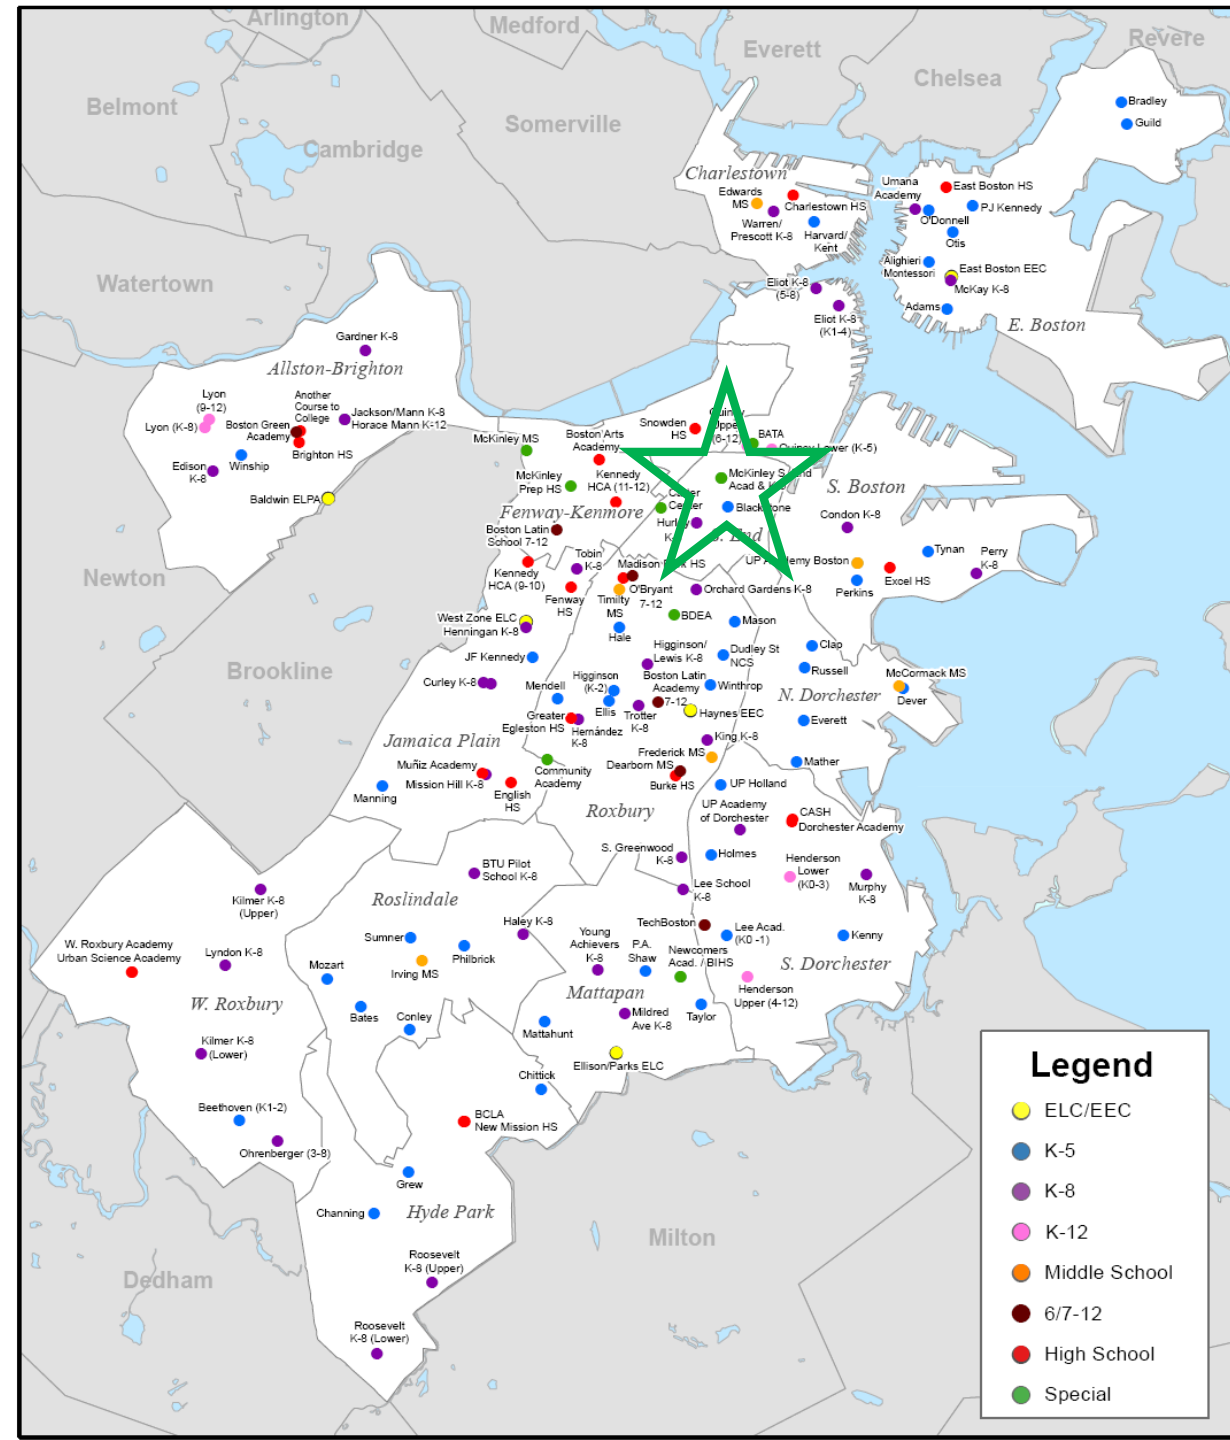 Arlington
Medford
Everett
Revere
Chelsea
Belmont
Somerville
Cambridge
Watertown
Newton
Brookline
Dedham
Milton
Bradley
Guild
Charlestown
Edwards
MS
Charlestown HS
Warren/
Prescott K-8
Harvard/
Kent
Umana
Academy
East Boston HS
PJ Kennedy
O'Donnell
Otis
Alighieri
Montessori
East Boston EEC
McKay K-8
Adams
E. Boston
Eliot K-8
(5-8)
Eliot K-8
(K1-4)
Gardner K-8
Allston-Brighton
Lyon
(9-12)
Lyon (K-8)
Another
Course to
College
Boston Green
Academy
Jackson/Mann K-8
Horace Mann K-12
Brighton HS
Edison
K-8
Winship
Baldwin ELPA
McKinley MS
Boston Arts
Academy
Snowden
HS
Upper
(6-12)
BATA
Lower (K-5)
McKinley
Prep HS
Kennedy
HCA (11-12)
McKinley S.
Acad &
Center
Fenway-Kenmore
Boston Latin
School 7-12
S. Boston
Condon K-8
Tobin
K-8
Madison
HS
UP
Boston
Tynan
Perry
K-8
Excel HS
Perkins
Kennedy
HCA (9-10)
Fenway
HS
Timilty
MS
O'Bryant
7-12
Orchard Gardens K-8
BDEA
Mason
West Zone ELC
Henningan K-8
Hale
JF Kennedy
Higginson/
Lewis K-8
Dudley St
NCS
Clap
Russell
Curley K-8
Mendell
Higginson
(K-2)
Boston Latin
Academy
7-12
Winthrop
N. Dorchester
McCormack MS
Dever
Ellis
Trotter
K-8
Haynes EEC
Greater
Egleston HS
Hernández
K-8
Everett
Jamaica Plain
King K-8
Frederick MS
Dearborn MS
Burke HS
Mather
Muñiz Academy
Mission Hill K-8
English
HS
Community
Academy
Manning
Roxbury
UP Holland
UP Academy
of Dorchester
CASH
Dorchester Academy
S. Greenwood
K-8
Holmes
Henderson
Lower
(K0-3)
Murphy
K-8
BTU Pilot
School K-8
Lee School
K-8
Kilmer K-8
(Upper)
Roslindale
Haley K-8
TechBoston
Lee Acad.
(K0 -1)
Kenny
W. Roxbury Academy
Urban Science Academy
Lyndon K-8
Sumner
Philbrick
Irving MS
Mozart
Young
Achievers
K-8
P.A.
Shaw
Newcomers
Acad. / BIHS
S. Dorchester
Henderson
Upper (4-12)
W. Roxbury
Mattapan
Bates
Conley
Mattahunt
Mildred
Ave K-8
Taylor
Kilmer K-8
(Lower)
Ellison/Parks ELC
Chittick
Beethoven (K1-2)
Ohrenberger (3-8)
BCLA
New Mission HS
Grew
Channing
Hyde Park
Roosevelt
K-8 (Upper)
Roosevelt
K-8 (Lower)
Legend
ELC/EEC
K-5
K-8
K-12
Middle School
6/7-12
High School
Special